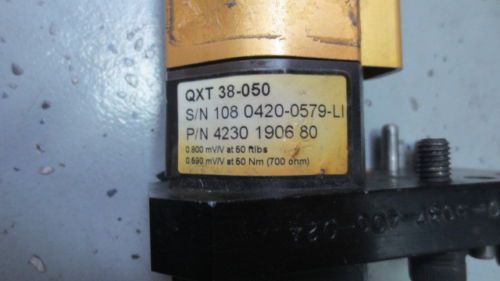 QXT 38-050
S/N 108 0420-0579-LI
P/N 4230 1906 80
0.800 mV/V at 60 ftlbs
0.590 mV/V at 60 Nm (700 ohm)